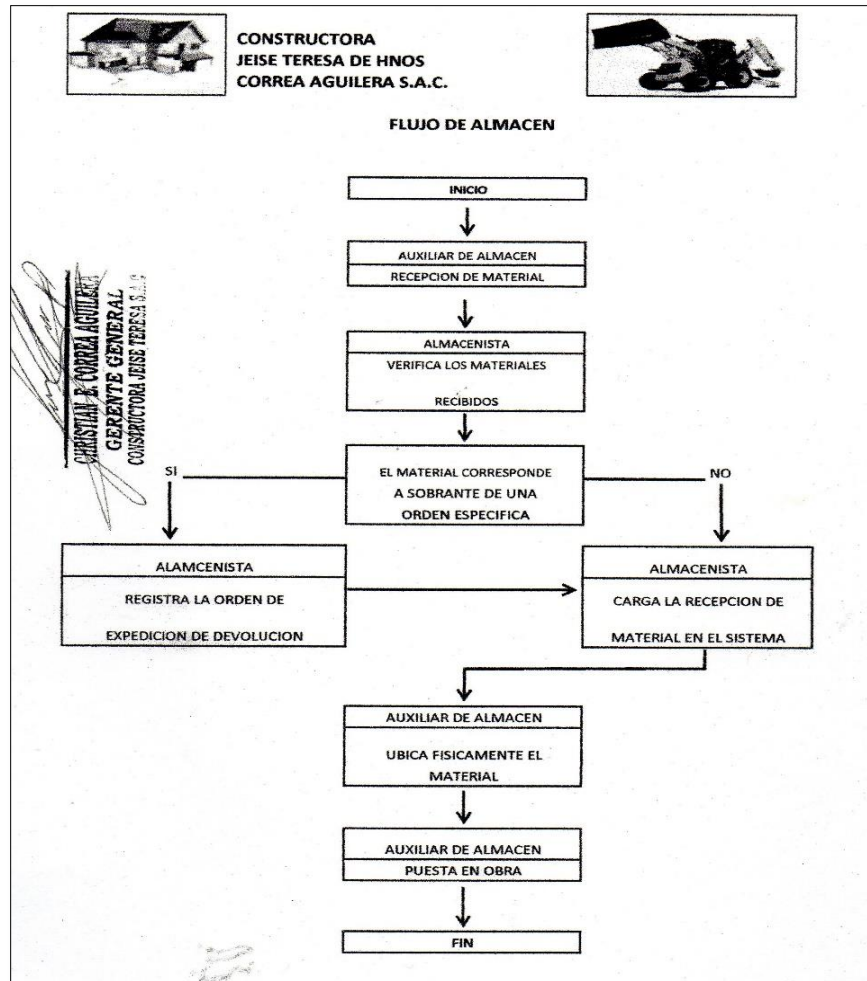 CONSTRUCTORA
JEISE TERESA DE HNOS
CORREA AGUILERA S.A.C.
FLUJO DE ALMACEN
INICIO
AUXILIAR DE ALMACEN
RECEPCION DE MATERIAL
ALMACENISTA
VERIFICA LOS MATERIALES
RECIBIDOS
CHRISTIAN E. CORREA AGUILERA
GERENTE GENERAL
CONSTRUCTORA JEISE TERESA S.A.C
EL MATERIAL CORRESPONDE
A SOBRANTE DE UNA
ORDEN ESPECIFICA
SI
NO
ALAMCENISTA
REGISTRA LA ORDEN DE
EXPEDICION DE DEVOLUCION
ALMACENISTA
CARGA LA RECEPCION DE
MATERIAL EN EL SISTEMA
AUXILIAR DE ALMACEN
UBICA FISICAMENTE EL
MATERIAL
AUXILIAR DE ALMACEN
PUESTA EN OBRA
FIN